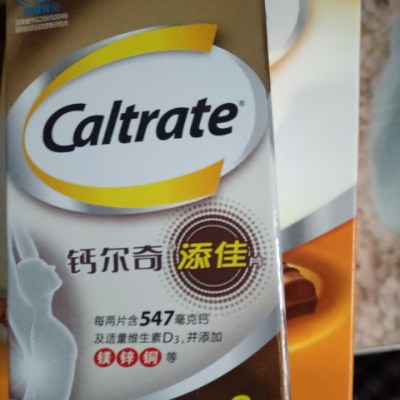 Caltrate®
钙尔奇 添佳 片
每两片含547毫克钙
及适量维生素D₃,并添加
镁 锌 铜 等